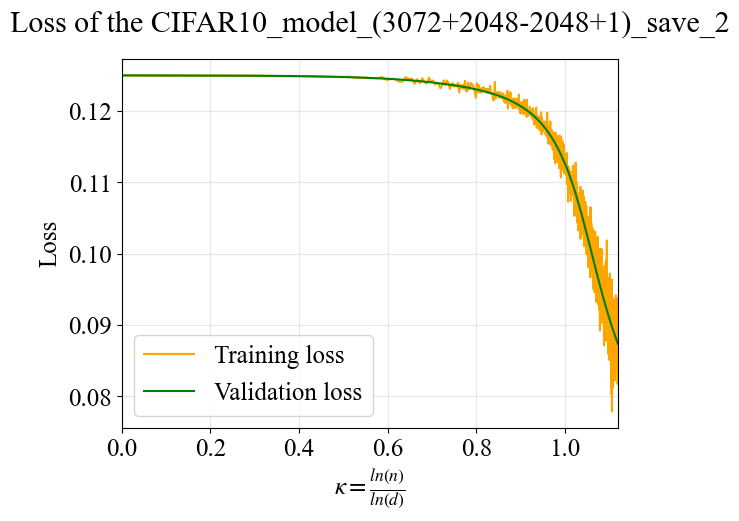 Loss of the CIFAR10_model_(3072+2048-2048+1)_save_2
Loss
0.12
0.11
0.10
0.09
0.08
Training loss
Validation loss
0.0 0.2 0.4 0.6 0.8 1.0
κ = ln(n) / ln(d)